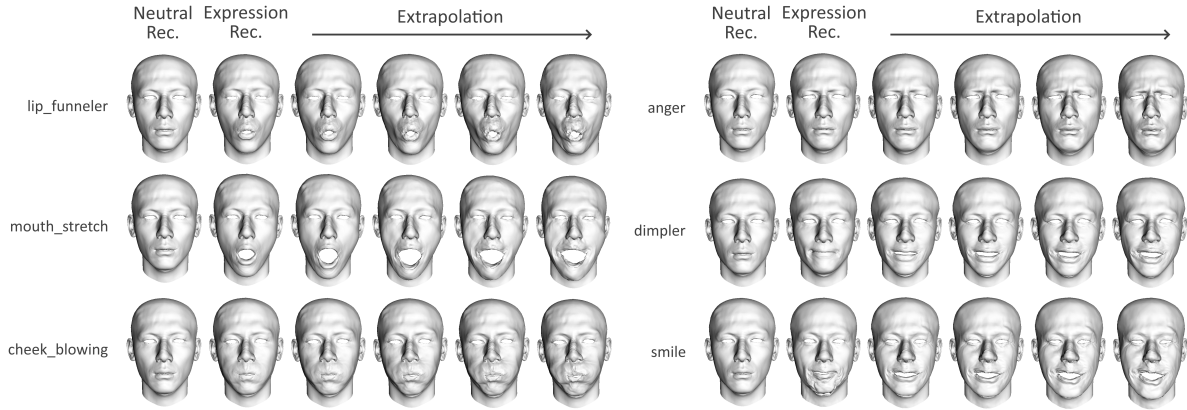 Neutral
Rec.
Expression
Rec.
Extrapolation
lip_funneler
mouth_stretch
cheek_blowing
Neutral
Rec.
Expression
Rec.
Extrapolation
anger
dimpler
smile